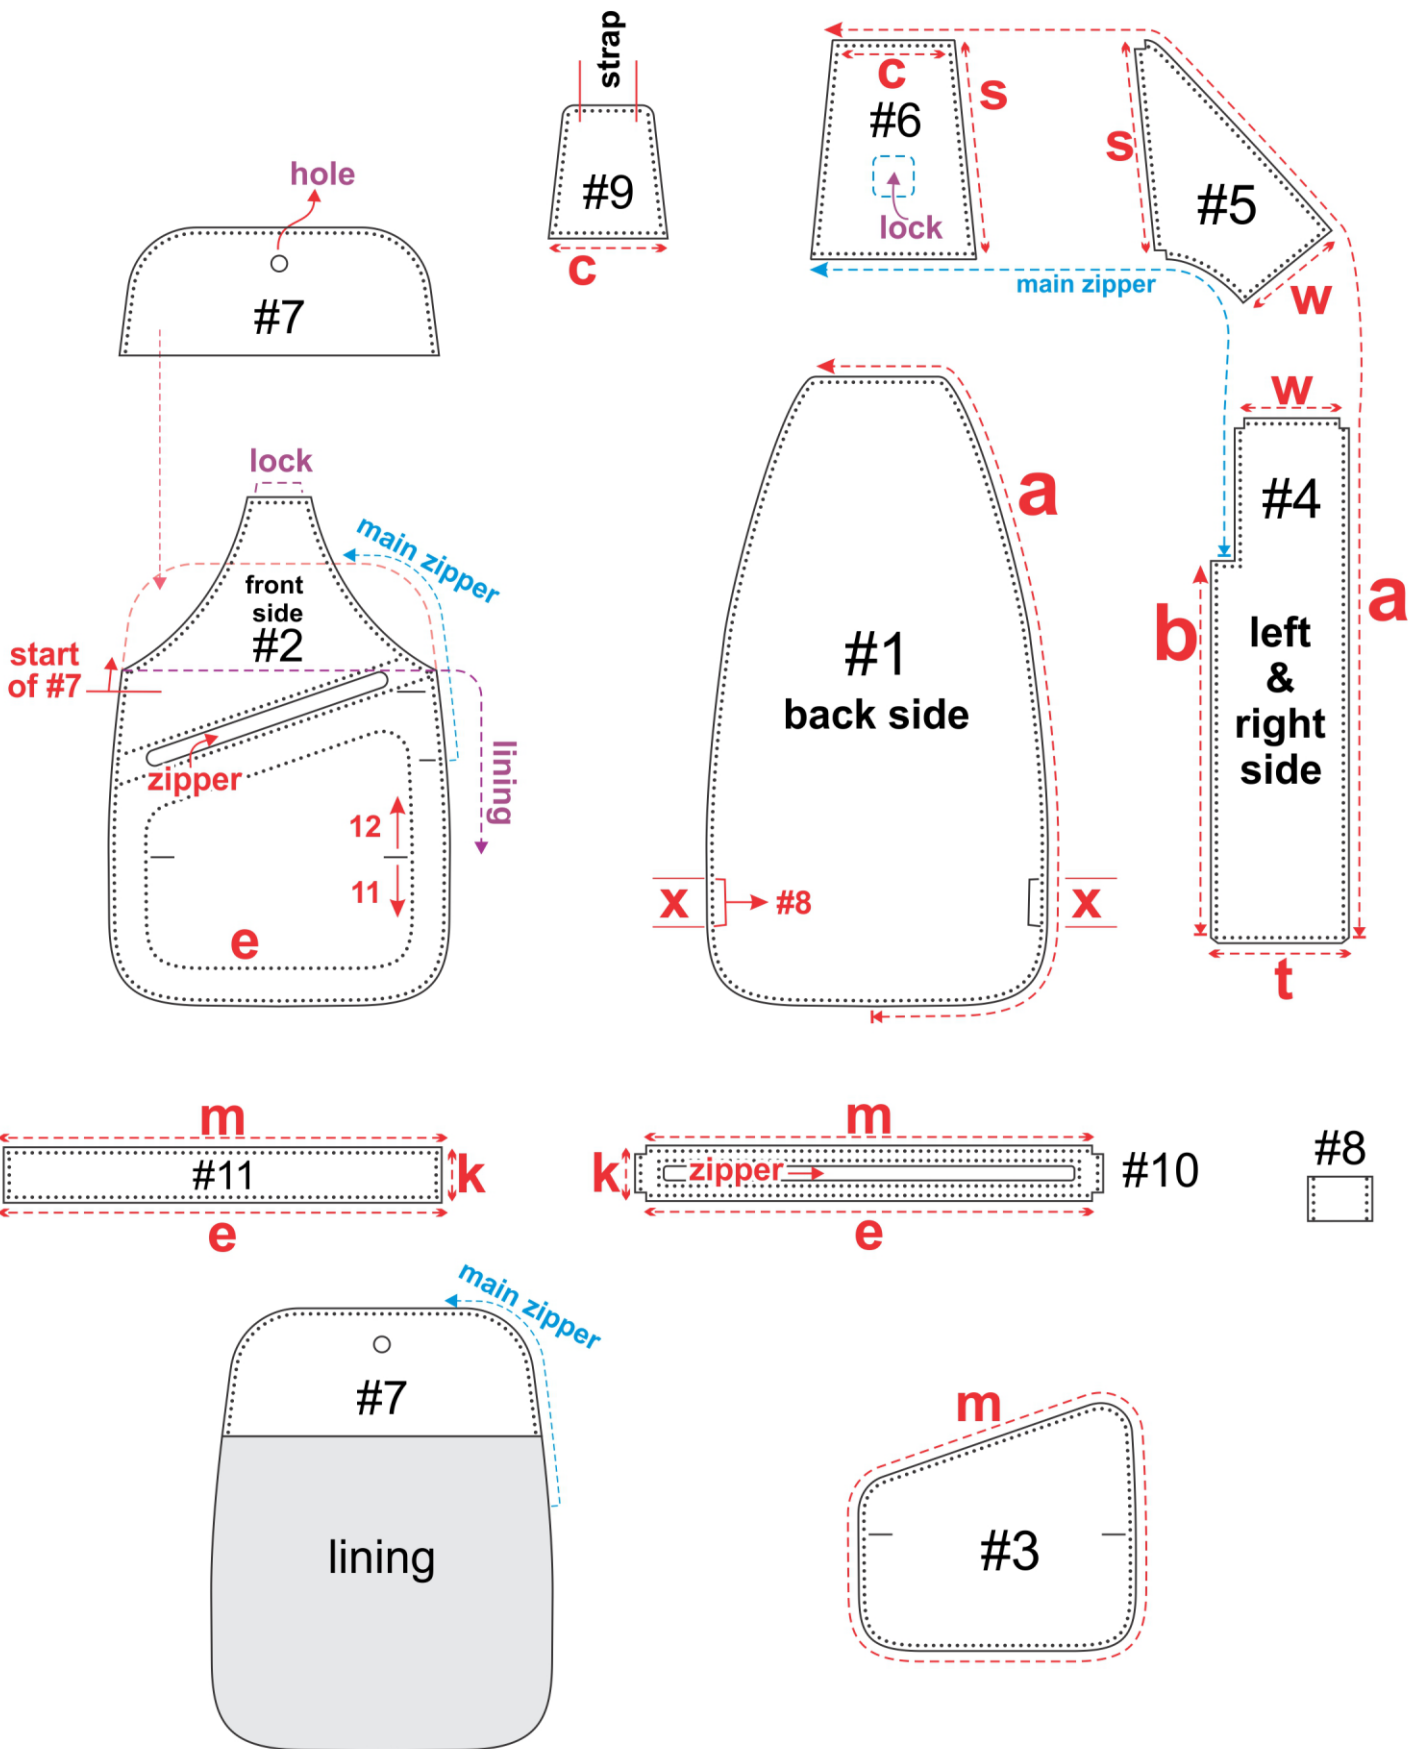 strap
#9
c
c
#6
s
lock
s
#5
w
main zipper
hole
#7
w
#4
left
&
right
side
b
a
t
lock
main zipper
front
side
#2
start
of #7
zipper
lining
12
11
e
a
#1
back side
x
#8
x
m
#11
k
e
m
k
zipper
#10
e
#8
main zipper
#7
lining
m
#3